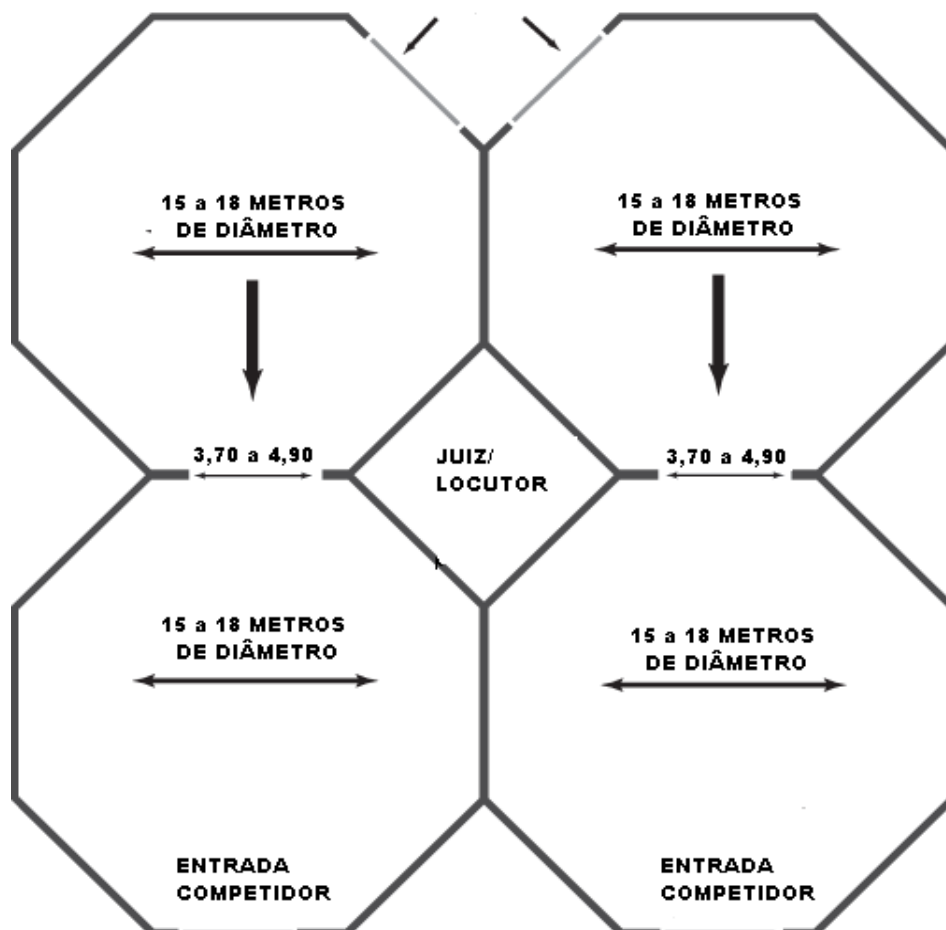 15 a 18 METROS
DE DIÂMETRO
15 a 18 METROS
DE DIÂMETRO
3,70 a 4,90
JUIZ/
LOCUTOR
3,70 a 4,90
15 a 18 METROS
DE DIÂMETRO
15 a 18 METROS
DE DIÂMETRO
ENTRADA
COMPETIDOR
ENTRADA
COMPETIDOR